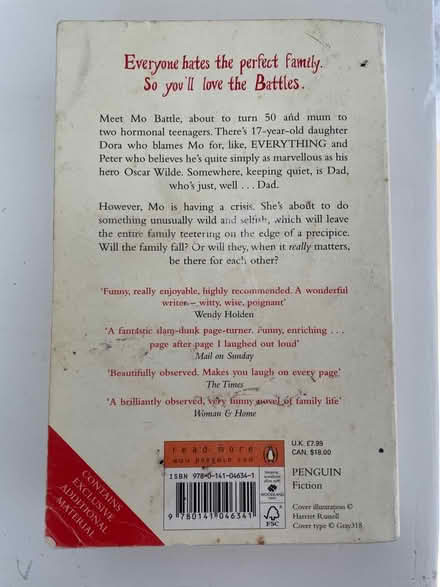 Everyone hates the perfect family.
So you'll love the Battles.
Meet Mo Battle, about to turn 50 and mum to
two hormonal teenagers. There's 17-year-old daughter
Dora who blames Mo for, like, EVERYTHING and
Peter who believes he's quite simply as marvellous as his
hero Oscar Wilde. Somewhere, keeping quiet, is Dad,
who's just, well . . . Dad.
However, Mo is having a crisis. She's about to do
something unusually wild and selfish, which will leave
the entire family teetering on the edge of a precipice.
Will the family fall? Or will they, when it really matters,
be there for each other?
'Funny, really enjoyable, highly recommended. A wonderful
writer – witty, wise, poignant'
Wendy Holden
'A fantastic slam-dunk page-turner. Funny, enriching . . .
page after page I laughed out loud'
Mail on Sunday
'Beautifully observed. Makes you laugh on every page'
The Times
'A brilliantly observed, very funny novel of family life'
Woman & Home
read more
www.penguin.com
ISBN 978-0-141-04634-1
9 780141 046341
WOODLAND
FSC
U.K. £7.99
CAN. $18.00
PENGUIN
Fiction
Cover illustration ©
Harriet Russell
Cover type © Gray318
CONTAINS
EXCLUSIVE
ADDITIONAL
MATERIAL